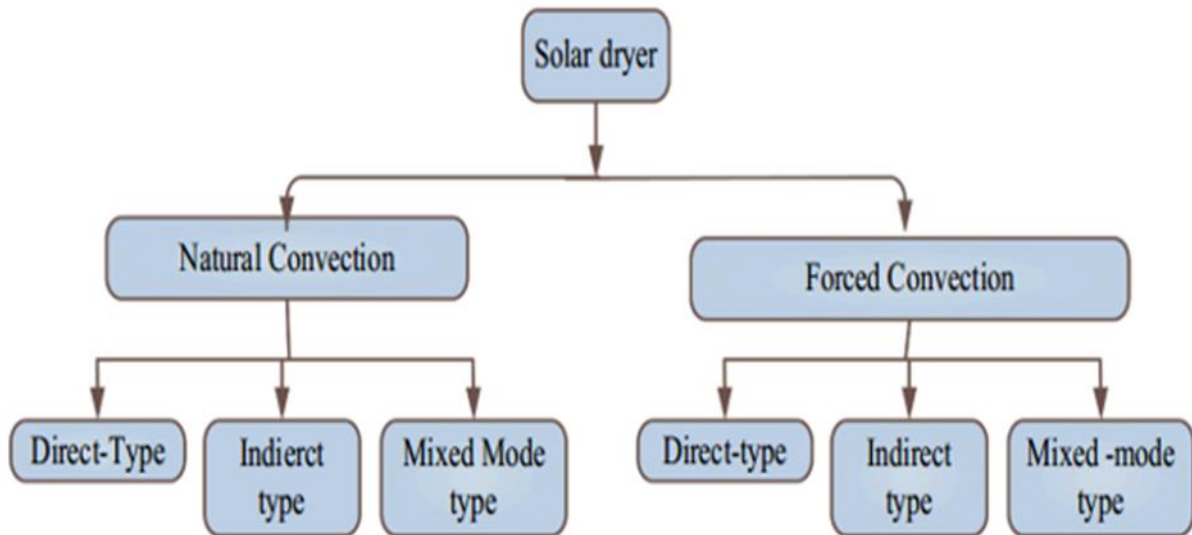 Solar dryer
Natural Convection
Forced Convection
Direct-Type
Indierct
type
Mixed Mode
type
Direct-type
Indirect
type
Mixed -mode
type